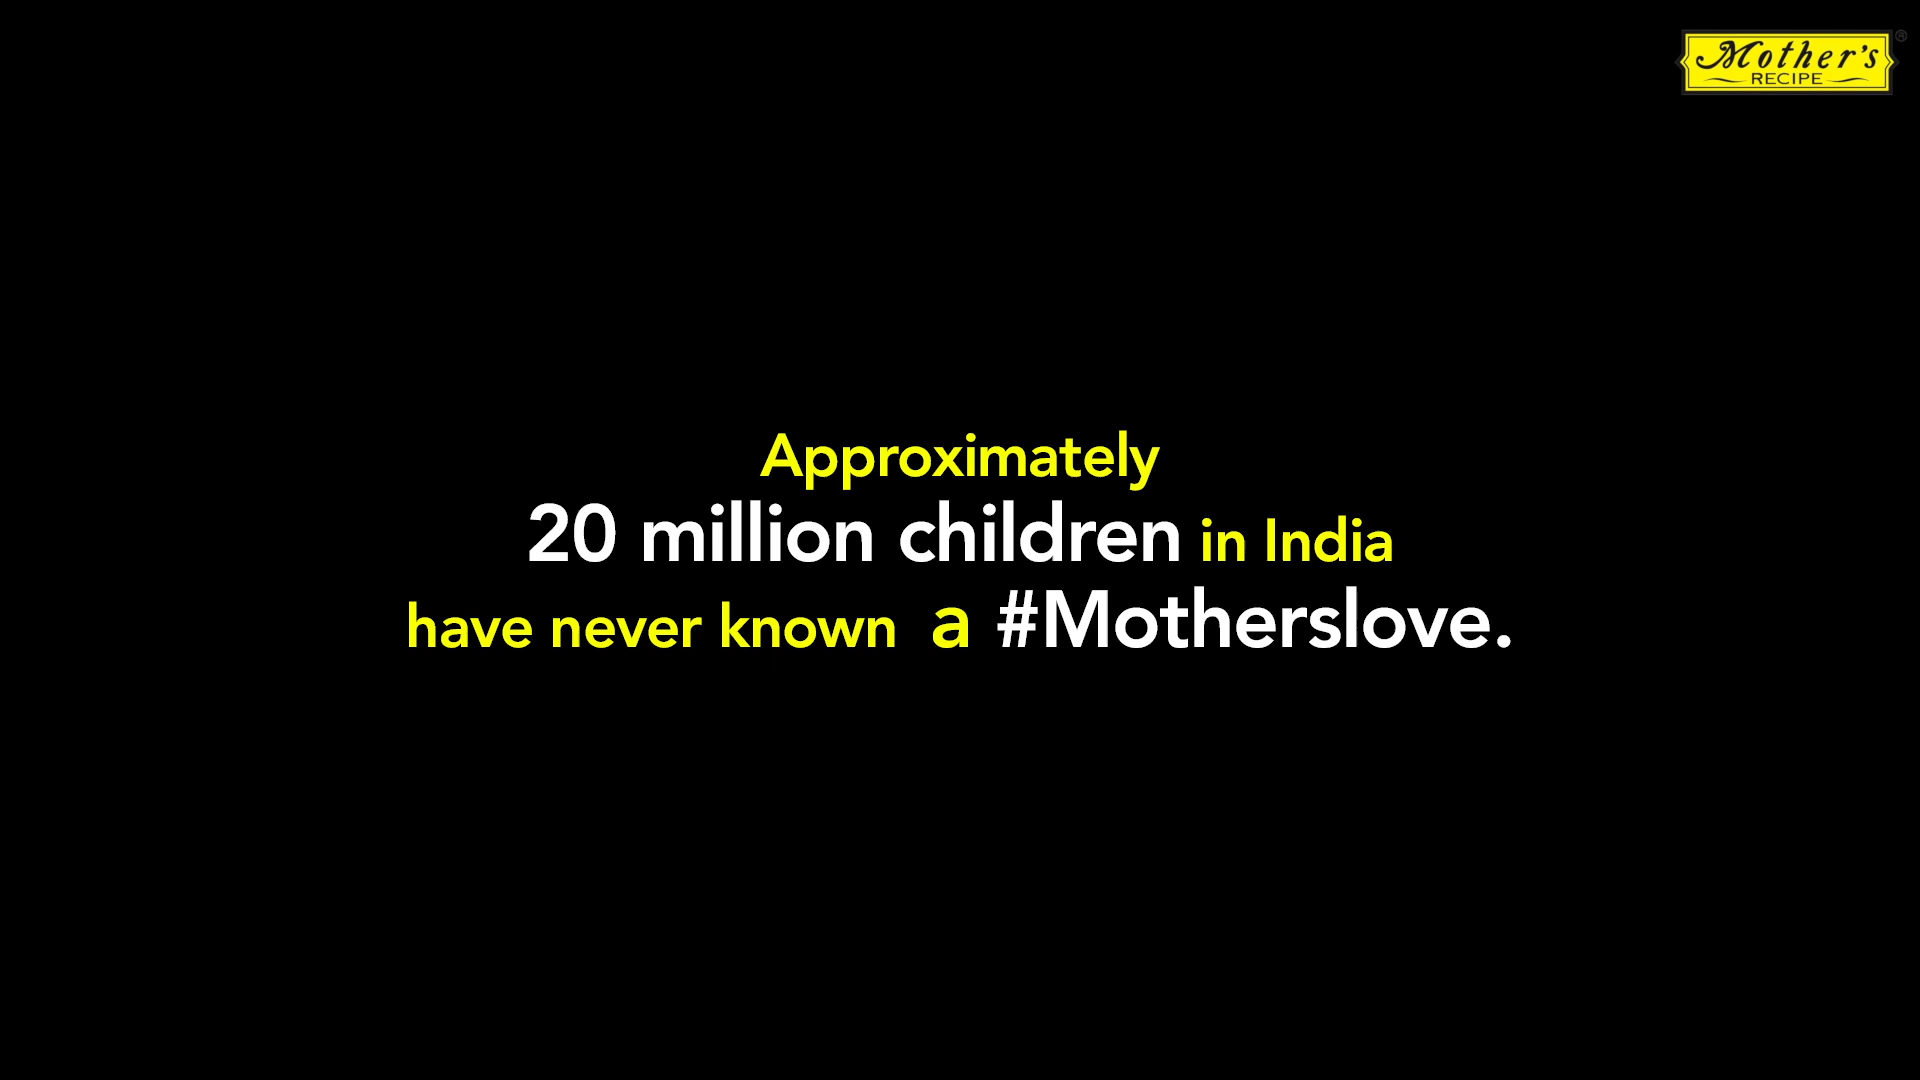 Mother's
RECIPE
Approximately
20 million children in India
have never known a #Motherslove.